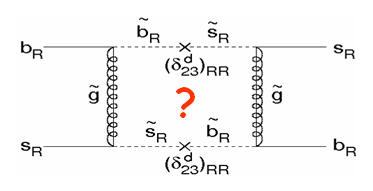 b̃_R s̃_R
b_R s_R
(δ^d_23)_RR
g̃ ? g̃
s̃_R b̃_R
s_R b_R
(δ^d_23)_RR